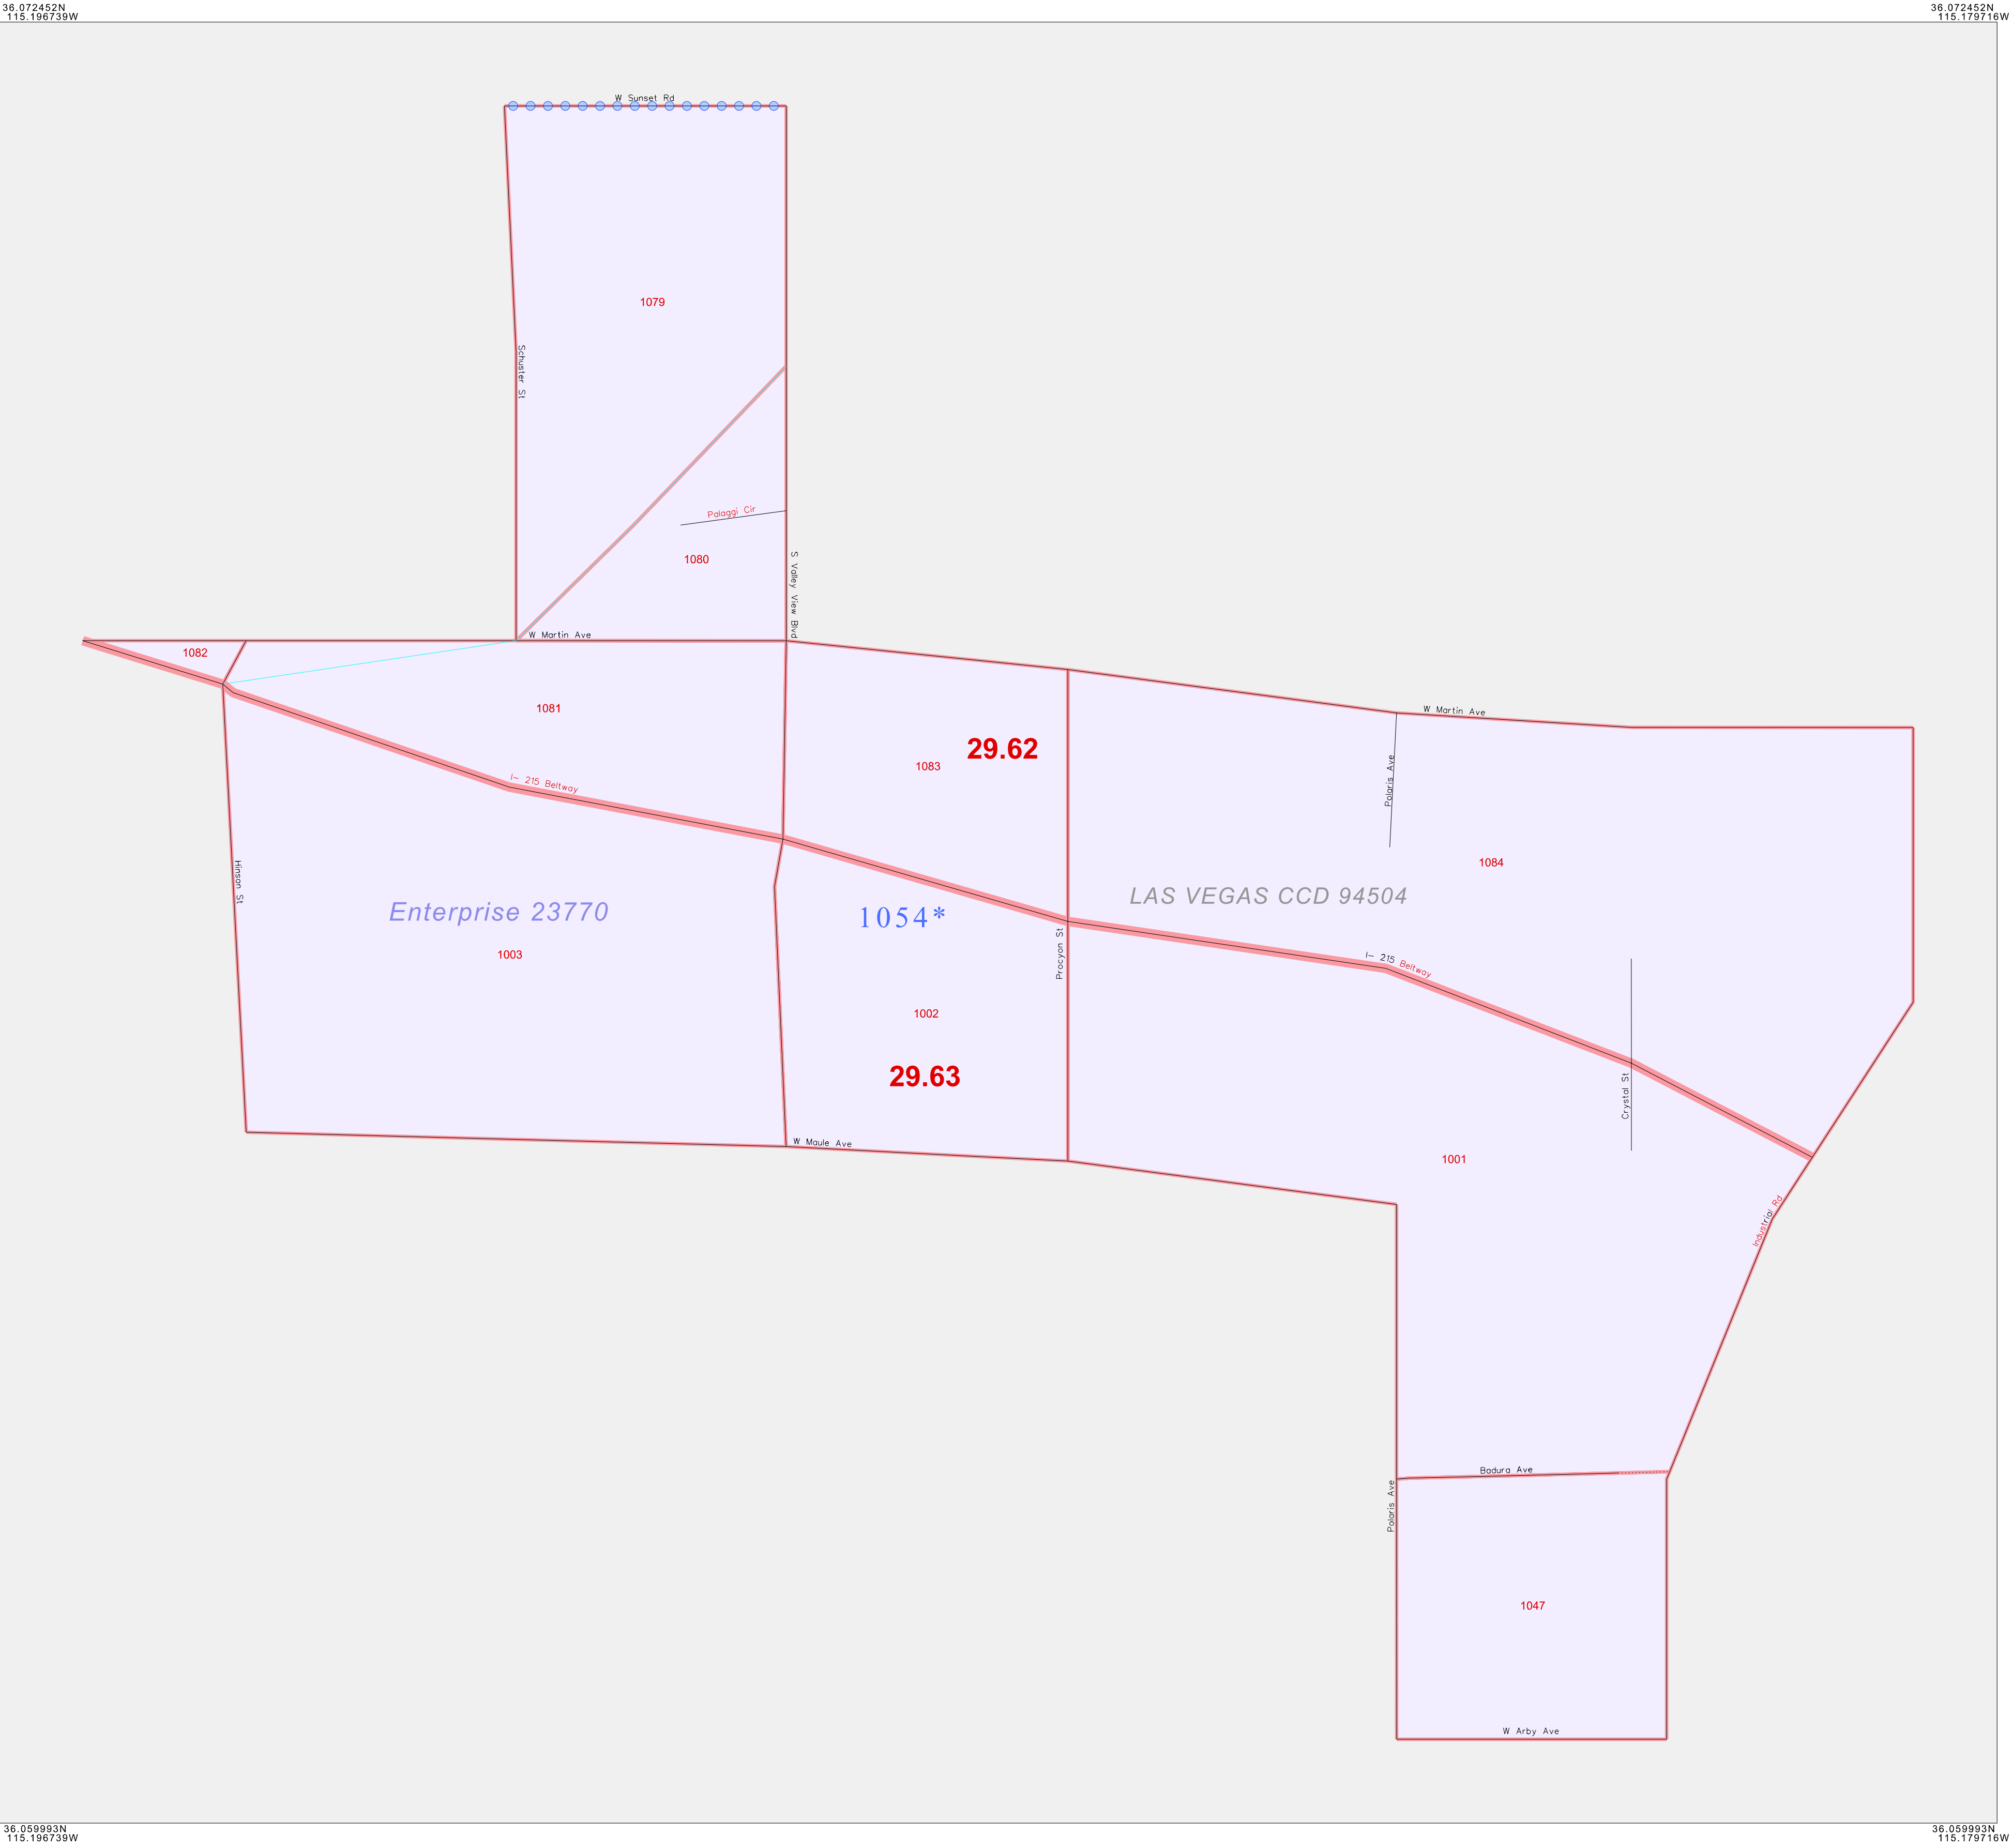 36.072452N
115.196739W
36.072452N
115.179716W
W Sunset Rd
1079
Schuster St
Palaggi Cir
1080
S Valley View Blvd
W Martin Ave
1082
1081
W Martin Ave
29.62
1083
I- 215 Beltway
Polaris Ave
1084
Hinson St
Enterprise 23770
1054*
LAS VEGAS CCD 94504
1003
Procyon St
I- 215 Beltway
1002
29.63
Crystal St
W Maule Ave
1001
Industrial Rd
Badura Ave
Polaris Ave
1047
W Arby Ave
36.059993N
115.196739W
36.059993N
115.179716W